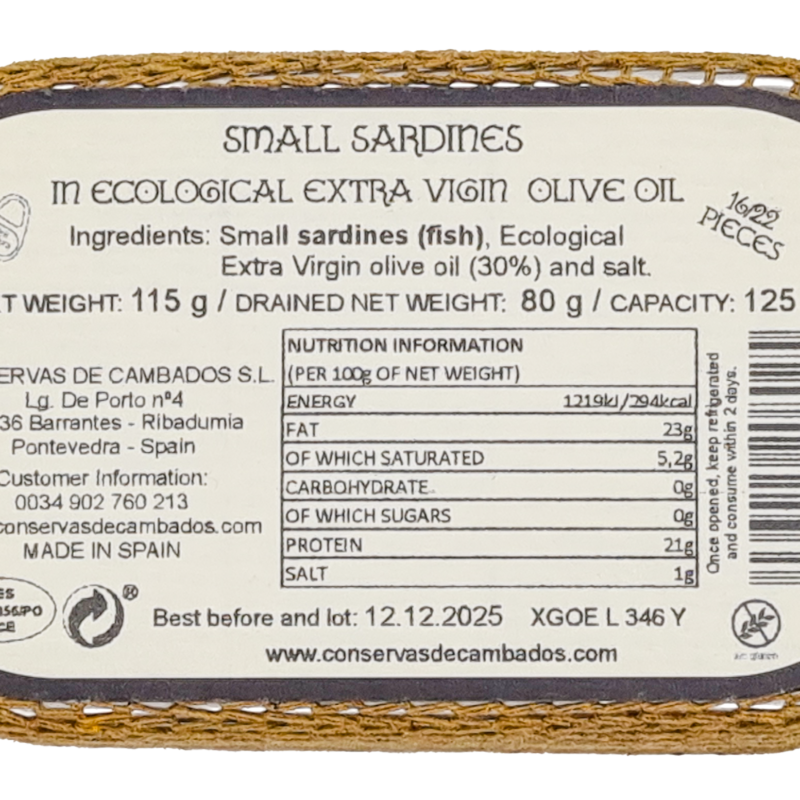 SMALL SARDINES
IN ECOLOGICAL EXTRA VIGIN OLIVE OIL
16/22
PIECES
Ingredients: Small sardines (fish), Ecological
Extra Virgin olive oil (30%) and salt.
T WEIGHT: 115 g / DRAINED NET WEIGHT: 80 g / CAPACITY: 125
ERVAS DE CAMBADOS S.L.
Lg. De Porto nº4
36 Barrantes - Ribadumia
Pontevedra - Spain
Customer Information:
0034 902 760 213
conservasdecambados.com
MADE IN SPAIN
NUTRITION INFORMATION
(PER 100g OF NET WEIGHT)
ENERGY 1219kJ/294kcal
FAT 23g
OF WHICH SATURATED 5,2g
CARBOHYDRATE 0g
OF WHICH SUGARS 0g
PROTEIN 21g
SALT 1g
Once opened, keep refrigerated
and consume within 2 days.
ES
156/PO
CE
®
Best before and lot: 12.12.2025 XGOE L 346 Y
www.conservasdecambados.com